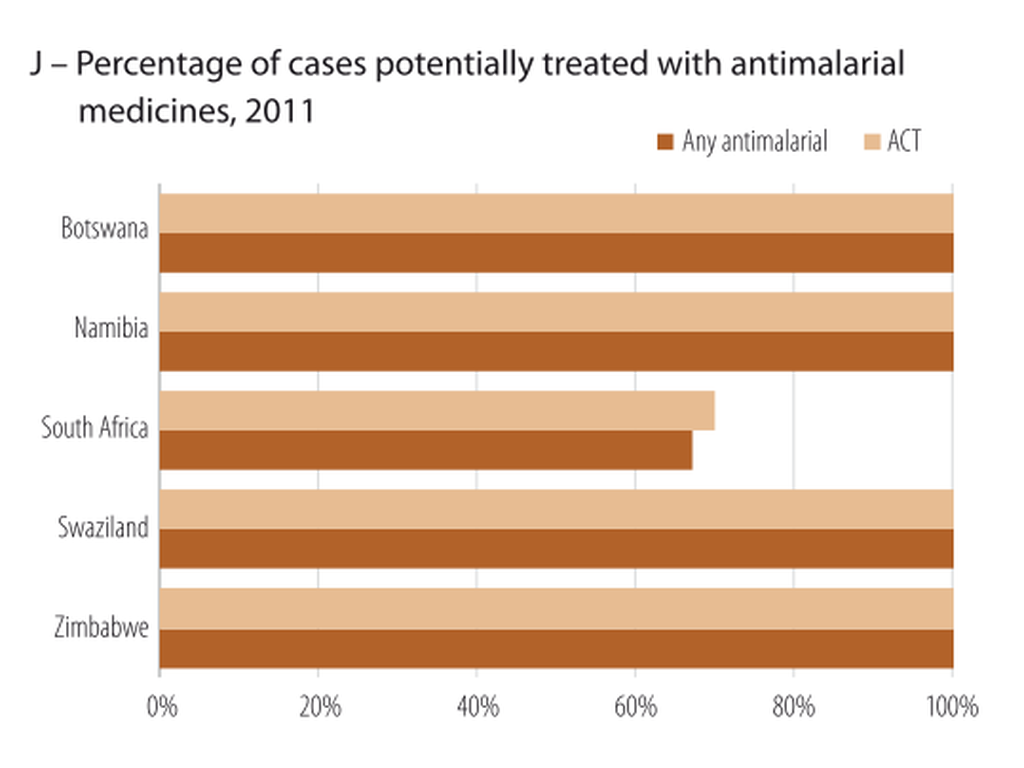 J – Percentage of cases potentially treated with antimalarial
medicines, 2011
Any antimalarial ACT
Botswana
Namibia
South Africa
Swaziland
Zimbabwe
0% 20% 40% 60% 80% 100%